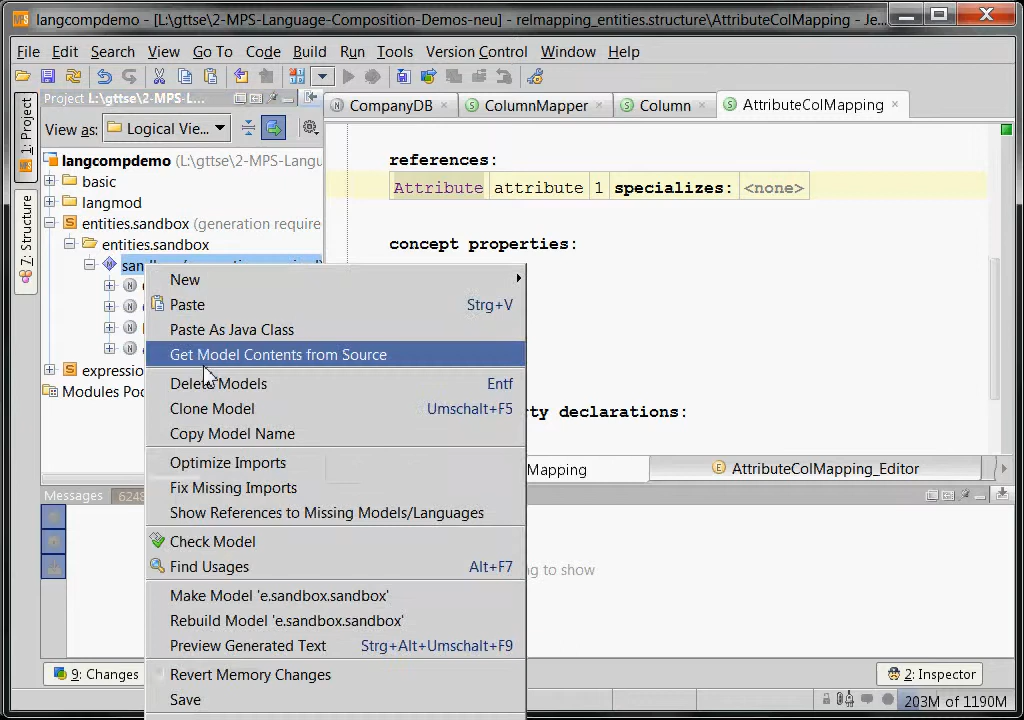 langcompdemo - [L:\gttse\2-MPS-Language-Composition-Demos-neu] - relmapping_entities.structure\AttributeColMapping - Je...
File Edit Search View Go To Code Build Run Tools Version Control Window Help
Project L:\gttse\2-MPS-L...
CompanyDB ColumnMapper Column AttributeColMapping
1: Project
View as: Logical Vie...
langcompdemo (L:\gttse\2-MPS-Langu
basic
langmod
entities.sandbox (generation require
entities.sandbox
Z: Structure
expressio
Modules Poo
references:
Attribute attribute 1 specializes: <none>
concept properties:
rty declarations:
New
Paste Strg+V
Paste As Java Class
Get Model Contents from Source
Delete Models Entf
Clone Model Umschalt+F5
Copy Model Name
Optimize Imports
Fix Missing Imports
Show References to Missing Models/Languages
Check Model
Find Usages Alt+F7
Make Model 'e.sandbox.sandbox'
Rebuild Model 'e.sandbox.sandbox'
Preview Generated Text Strg+Alt+Umschalt+F9
Revert Memory Changes
Save
Mapping AttributeColMapping_Editor
Messages 6248
ng to show
9: Changes
2: Inspector
203M of 1190M